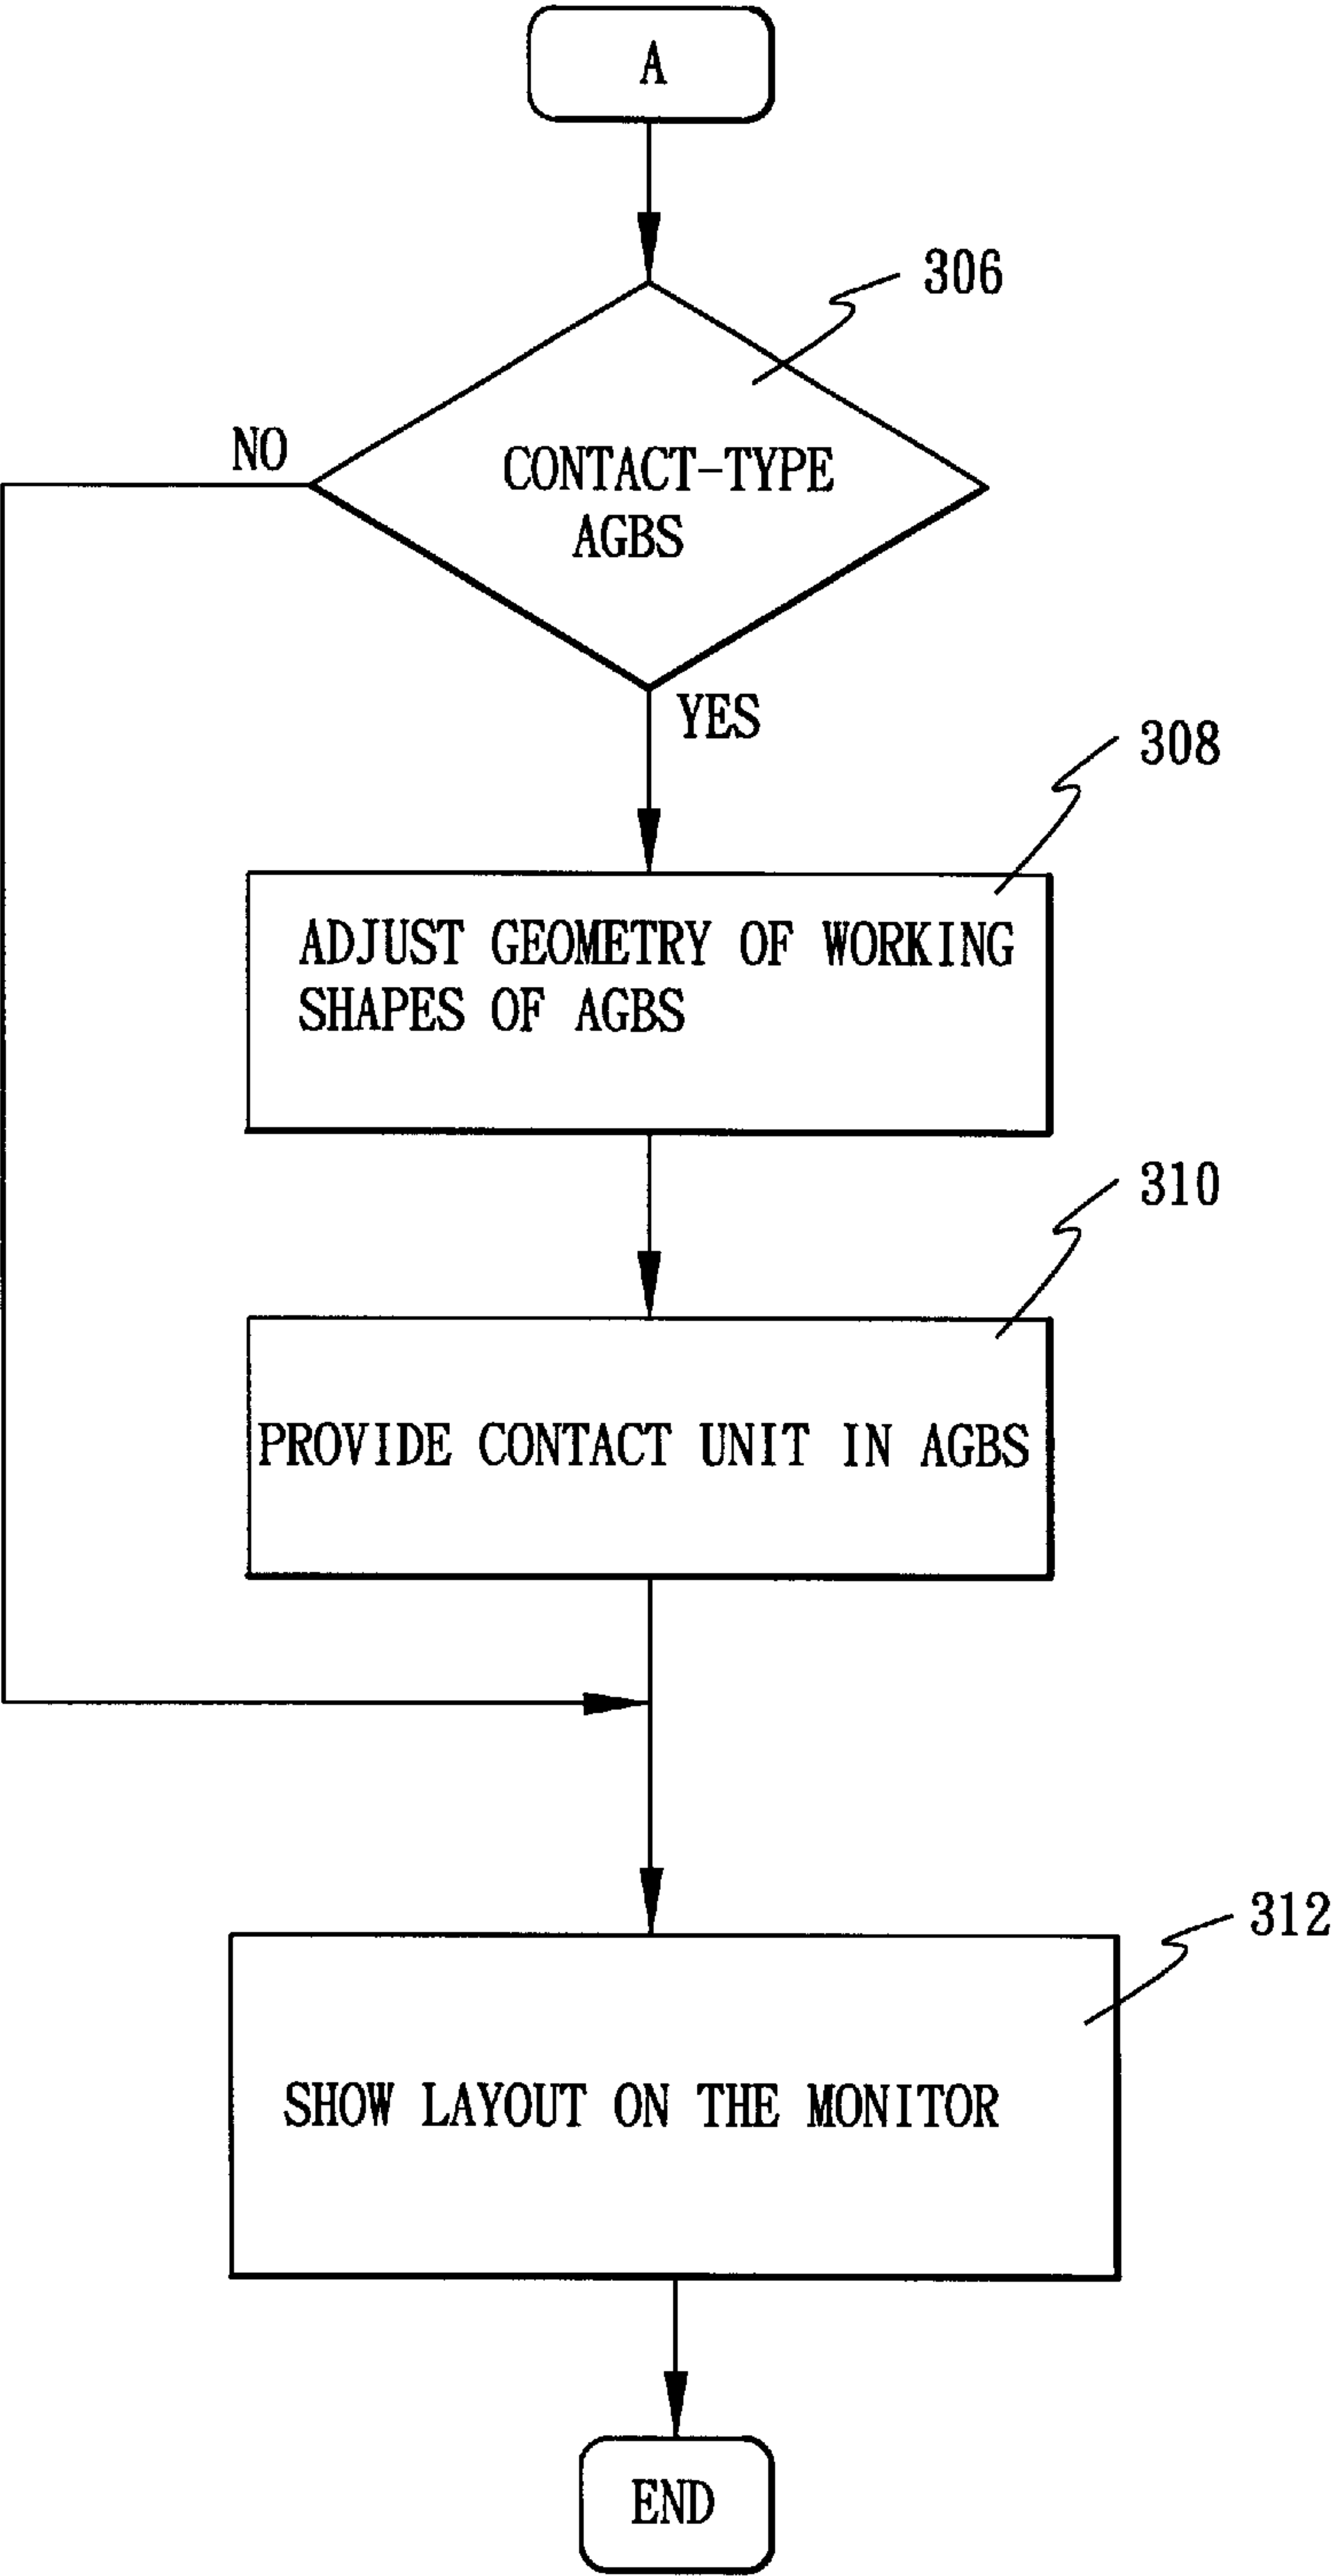 A
306
NO
CONTACT-TYPE
AGBS
YES
308
ADJUST GEOMETRY OF WORKING
SHAPES OF AGBS
310
PROVIDE CONTACT UNIT IN AGBS
312
SHOW LAYOUT ON THE MONITOR
END